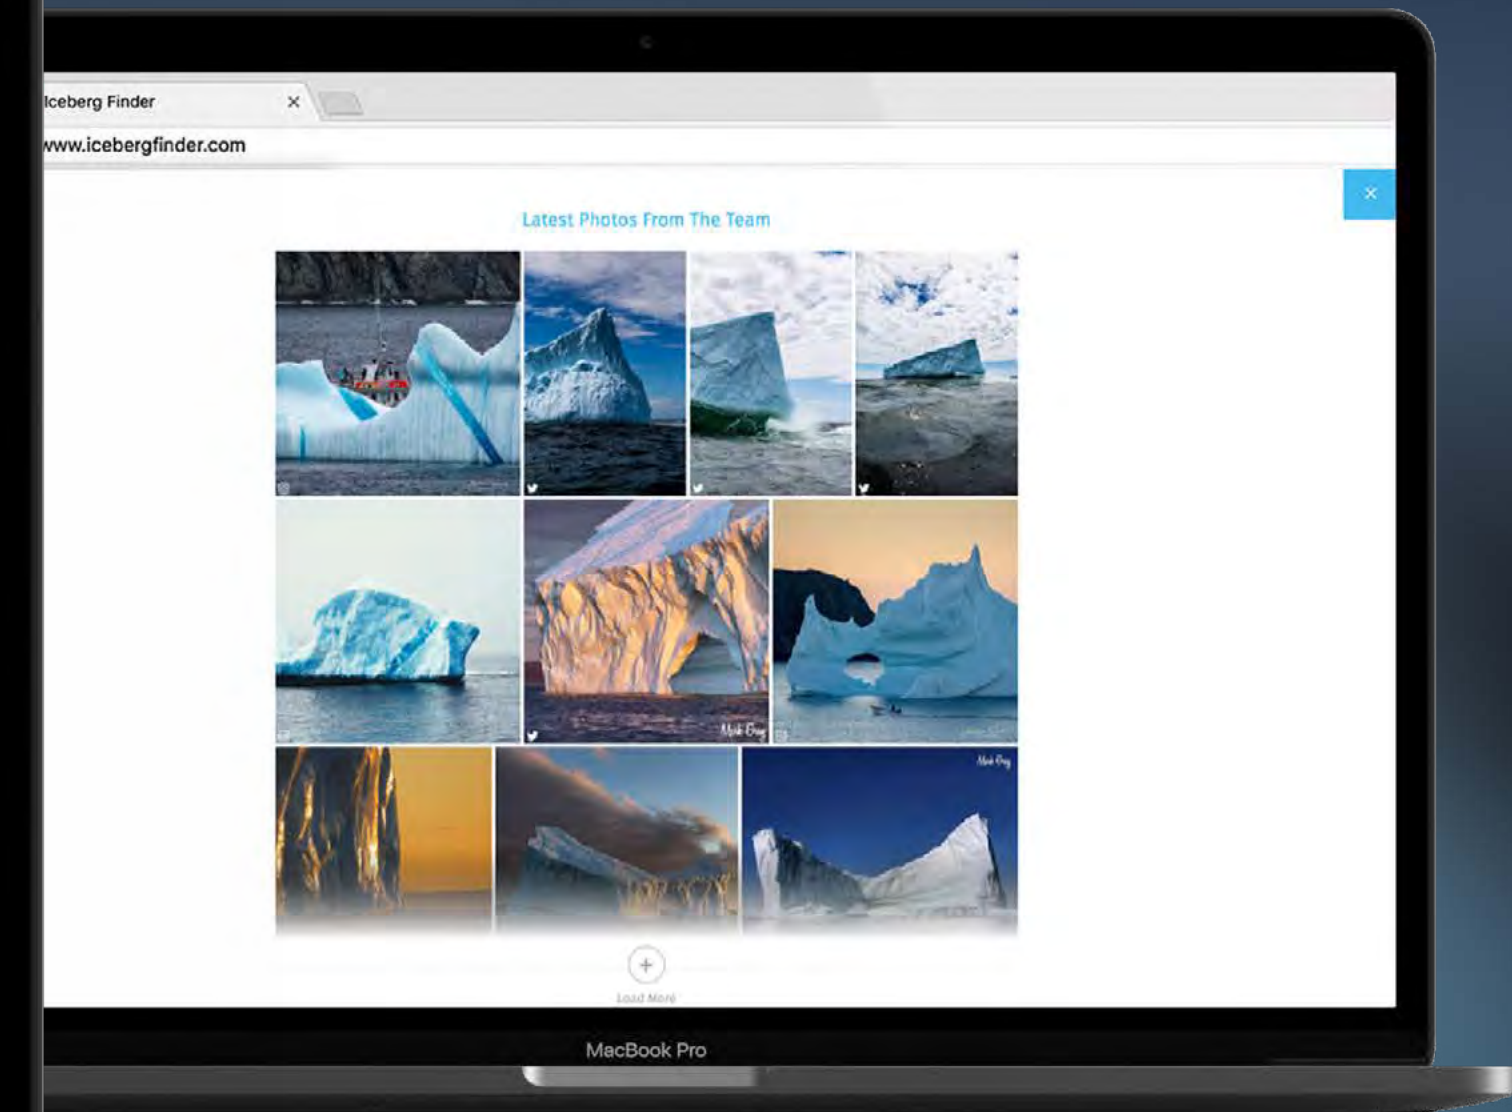 Iceberg Finder
www.icebergfinder.com
Latest Photos From The Team
Load More
MacBook Pro